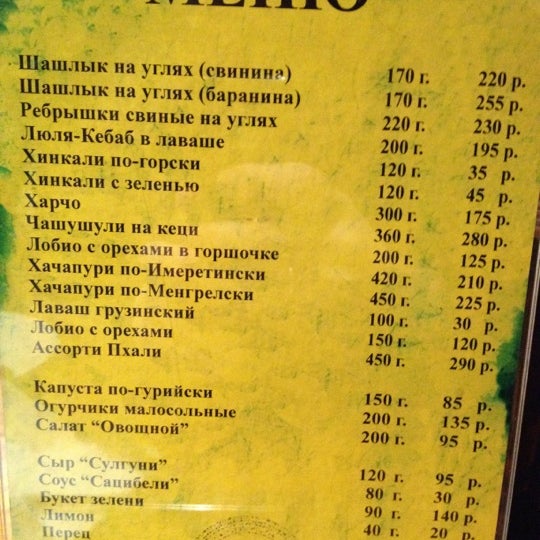 МЕНЮ
Шашлык на углях (свинина) 170 г. 220 р.
Шашлык на углях (баранина) 170 г. 255 р.
Ребрышки свиные на углях 220 г. 230 р.
Люля-Кебаб в лаваше 200 г. 195 р.
Хинкали по-горски 120 г. 35 р.
Хинкали с зеленью 120 г. 45 р.
Харчо 300 г. 175 р.
Чашушули на кеци 360 г. 280 р.
Лобио с орехами в горшочке 200 г. 125 р.
Хачапури по-Имеретински 420 г. 210 р.
Хачапури по-Менгрелски 450 г. 225 р.
Лаваш грузинский 100 г. 30 р.
Лобио с орехами 150 г. 120 р.
Ассорти Пхали 450 г. 290 р.
Капуста по-гурийски 150 г. 85 р.
Огурчики малосольные 200 г. 135 р.
Салат “Овощной” 200 г. 95 р.
Сыр “Сулгуни” 120 г. 95 р.
Соус “Сацибели” 80 г. 30 р.
Букет зелени 90 г. 140 р.
Лимон 40 г. 20 р.
Перец